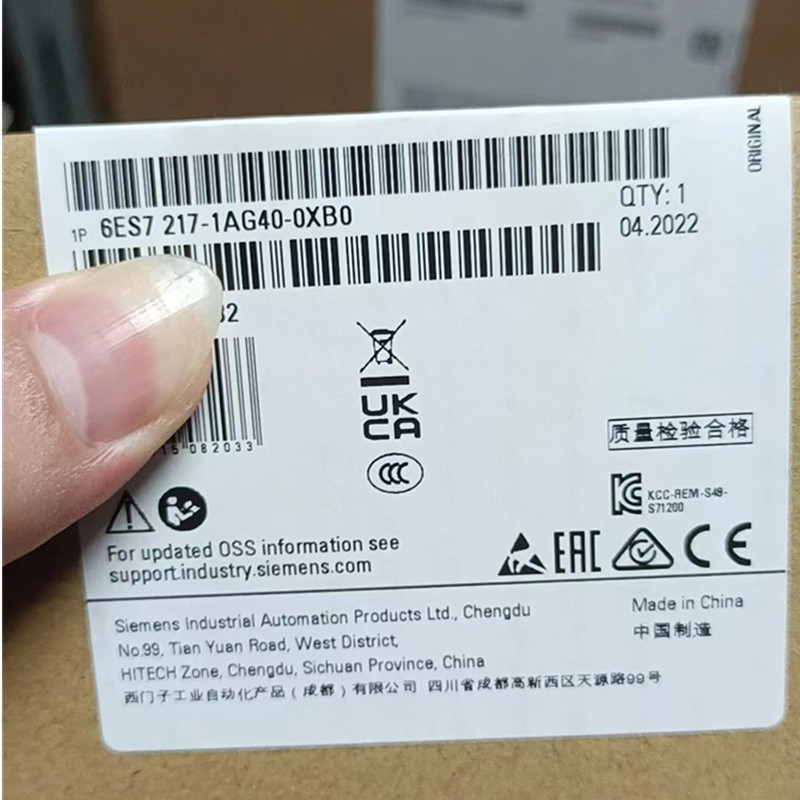 ORIGINAL
1P 6ES7 217-1AG40-0XB0
QTY: 1
04.2022
32
15 082033
UK
CA
CCC
质量检验合格
KCC-REM-S49-
S71200
EAC
CE
For updated OSS information see
support.industry.siemens.com
Siemens Industrial Automation Products Ltd., Chengdu
No.99, Tian Yuan Road, West District,
HITECH Zone, Chengdu, Sichuan Province, China
西门子工业自动化产品（成都）有限公司 四川省成都高新西区天源路99号
Made in China
中国制造